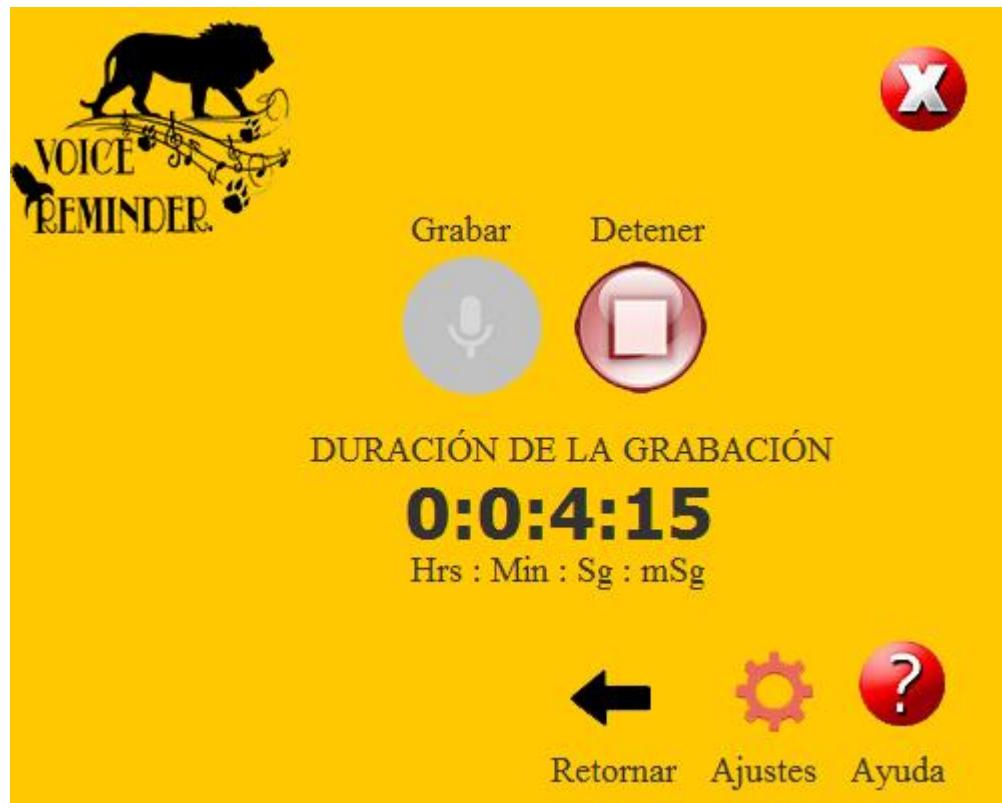 VOICE
REMINDER.
X
Grabar Detener
DURACIÓN DE LA GRABACIÓN
0:0:4:15
Hrs : Min : Sg : mSg
?
Retornar Ajustes Ayuda